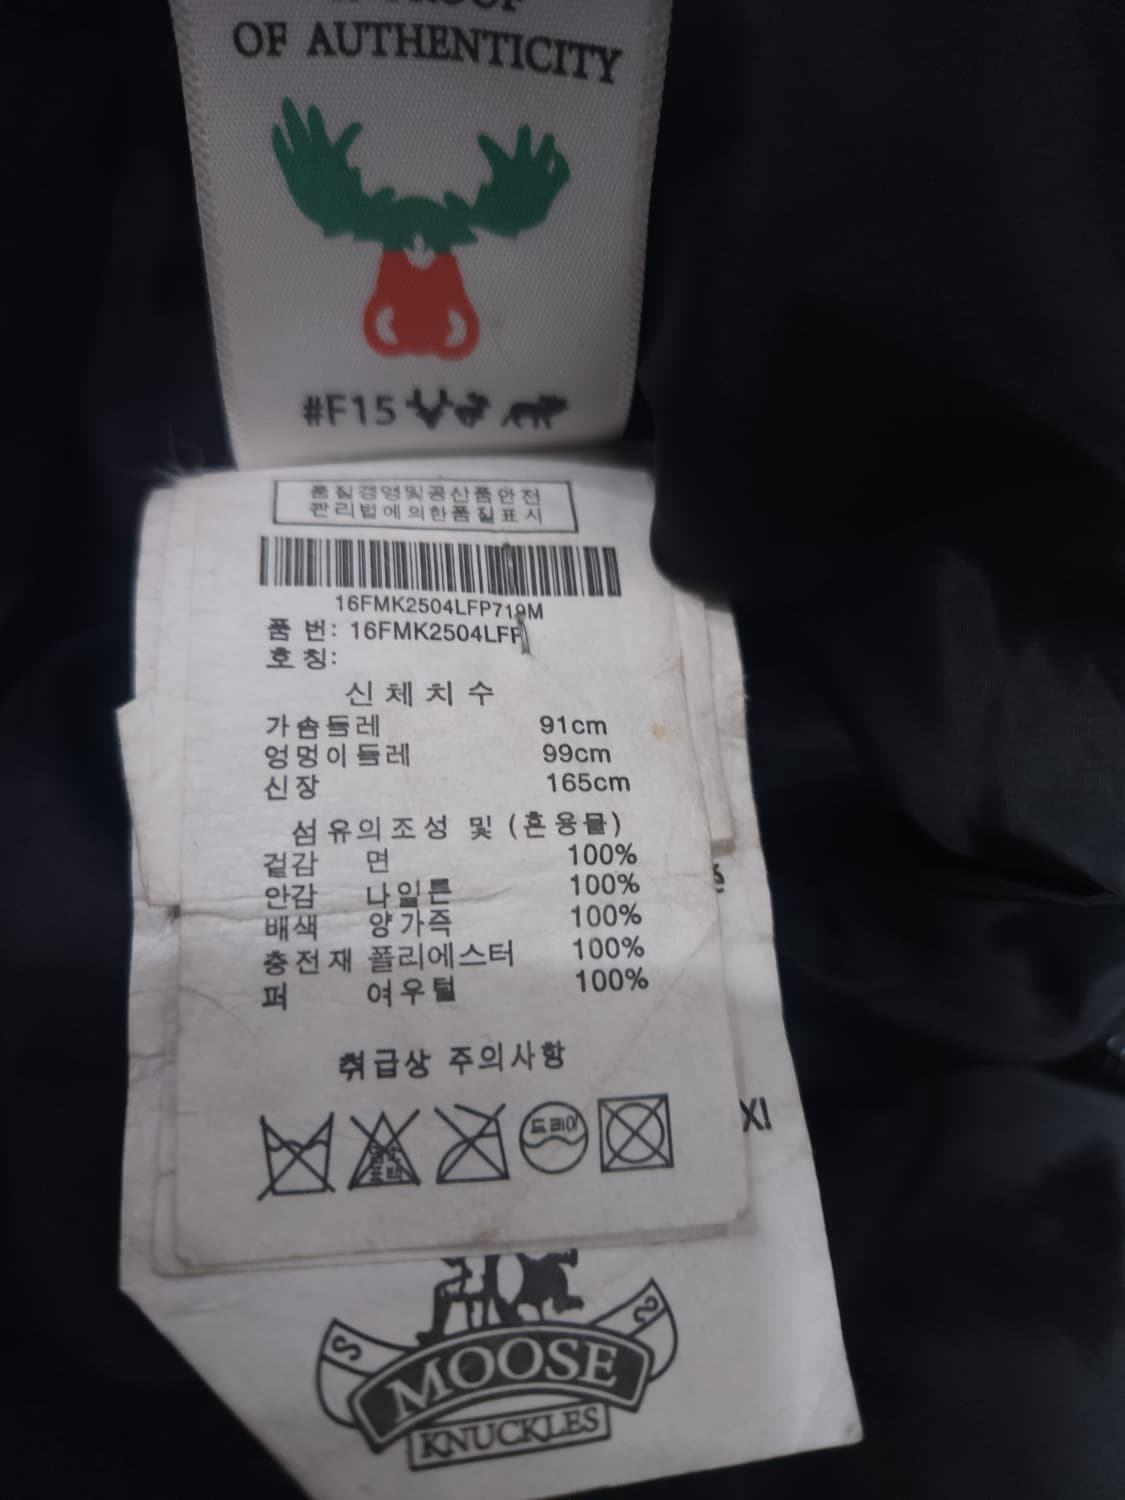 OF AUTHENTICITY
#F15
품질경영및공산품안전
관리법에의한품질표시
16FMK2504LFP719M
품 번: 16FMK2504LFP
호 칭:
신 체 치 수
가슴둘레 91cm
엉덩이둘레 99cm
신장 165cm
섬유의조성 및 (혼용률)
겉감 면 100%
안감 나일론 100%
배색 양가죽 100%
충전재 폴리에스터 100%
퍼 여우털 100%
취급상 주의사항
드라이
MOOSE
KNUCKLES